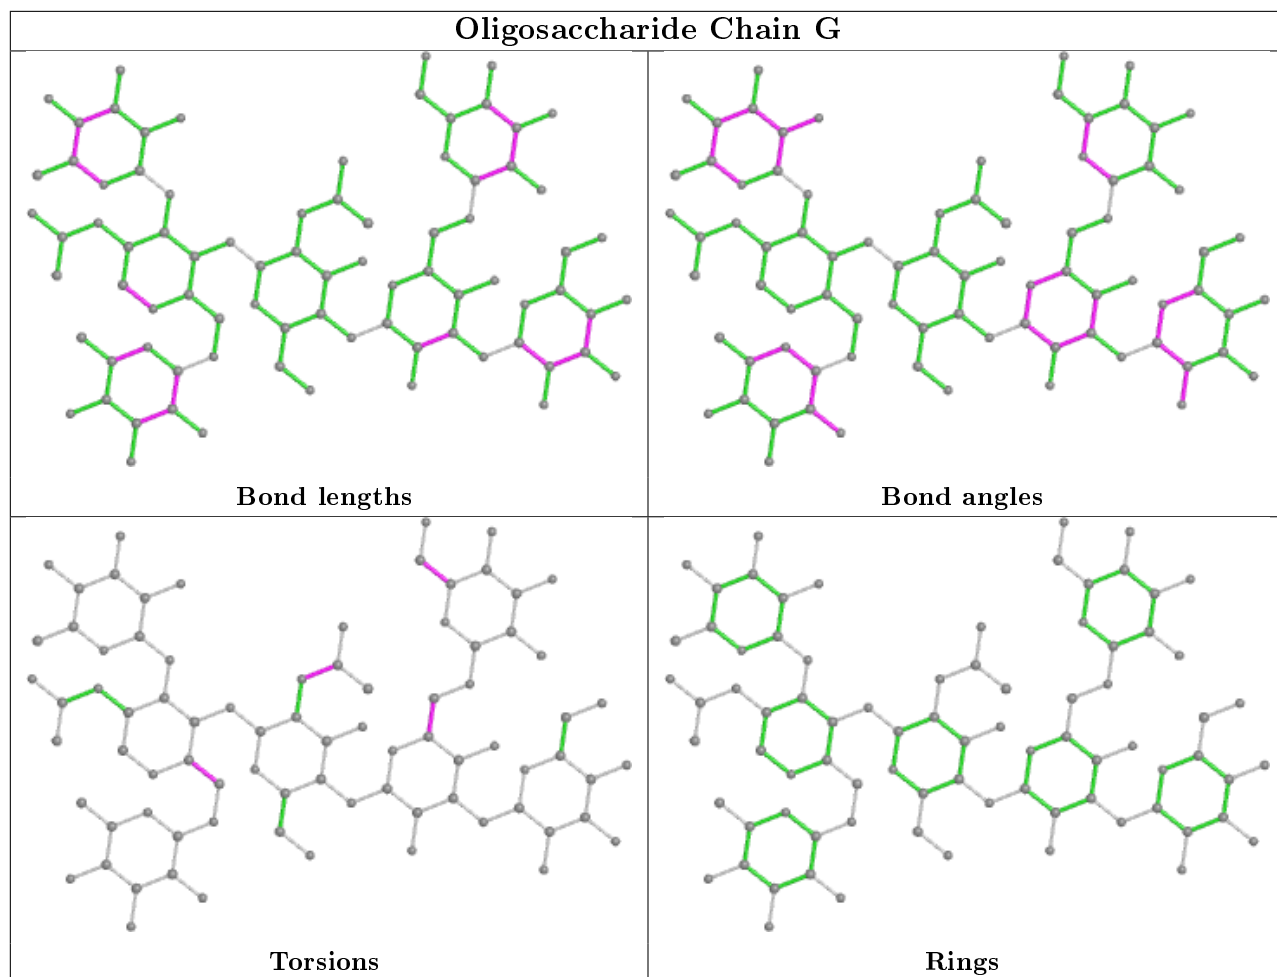 Oligosaccharide Chain G
Bond lengths
Bond angles
Torsions
Rings